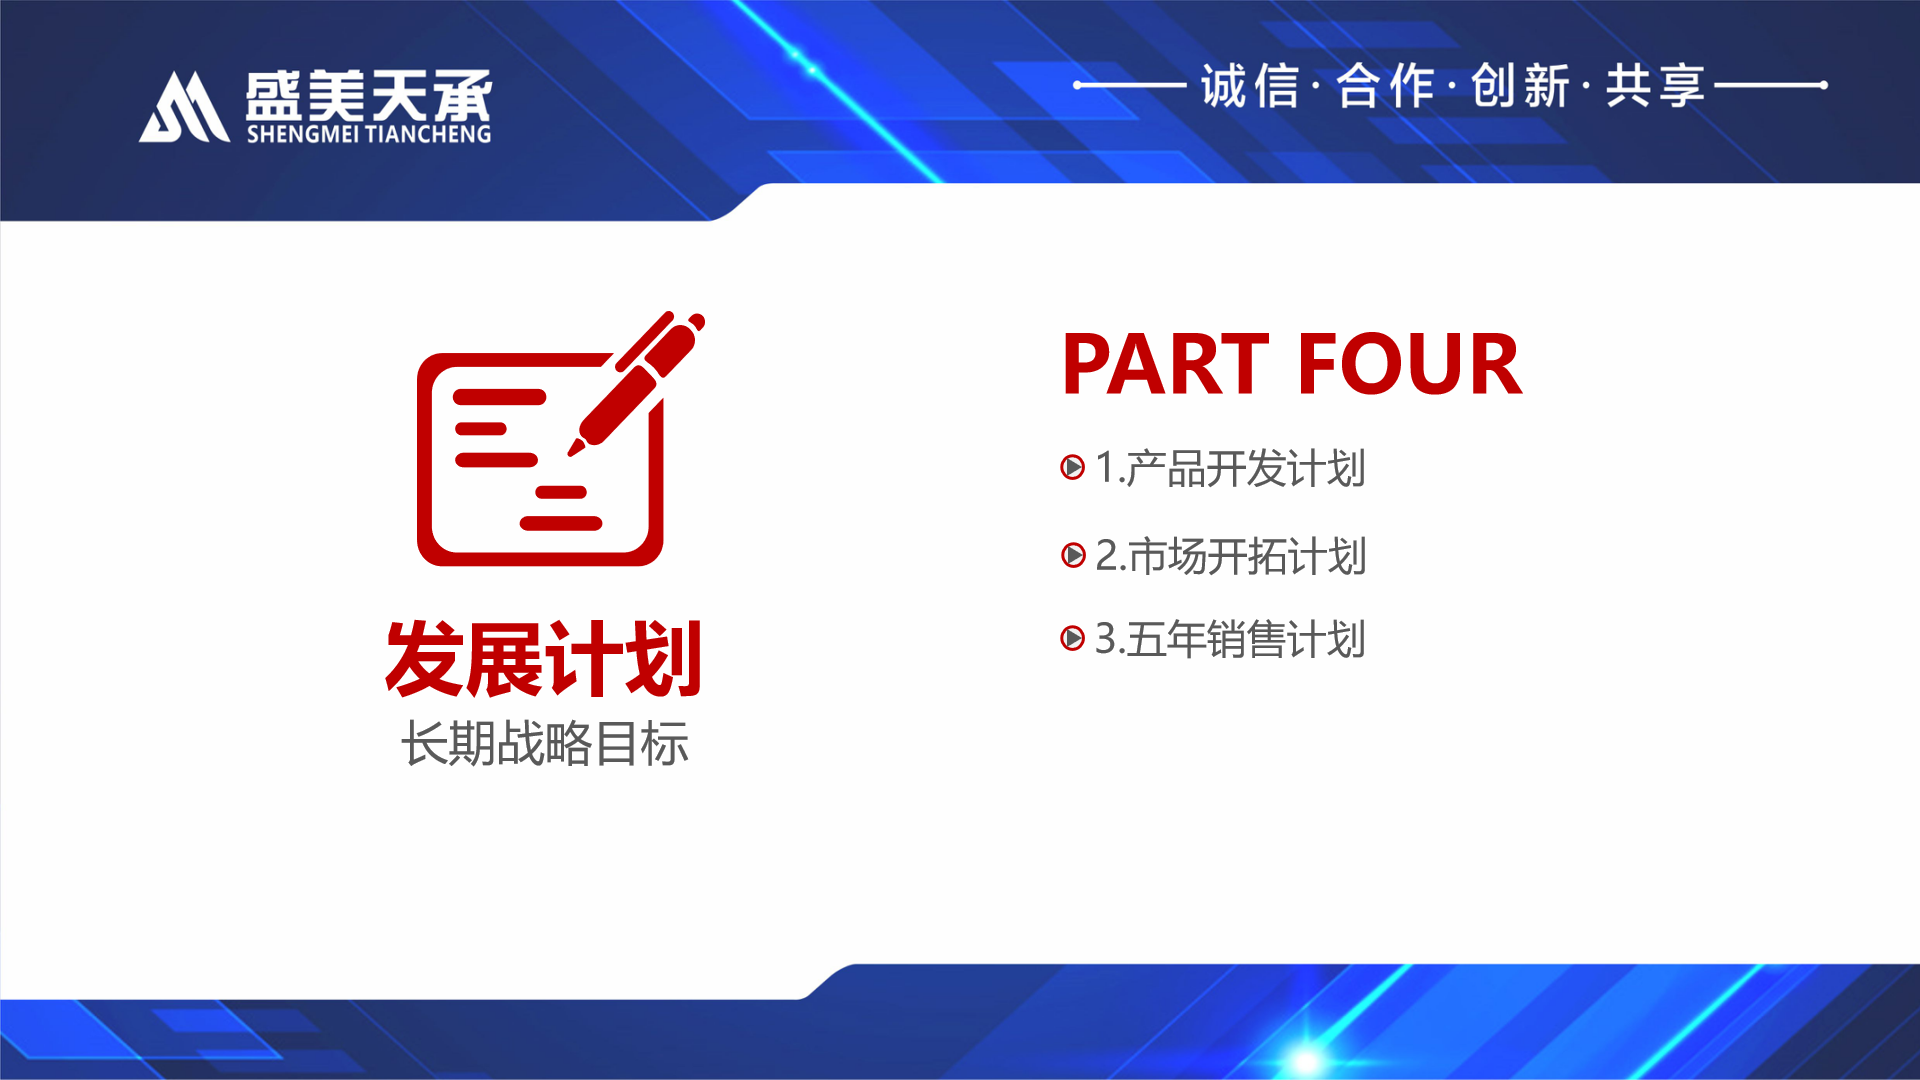 盛美天承
SHENGMEI TIANCHENG
诚信·合作·创新·共享
发展计划
长期战略目标
PART FOUR
1.产品开发计划
2.市场开拓计划
3.五年销售计划